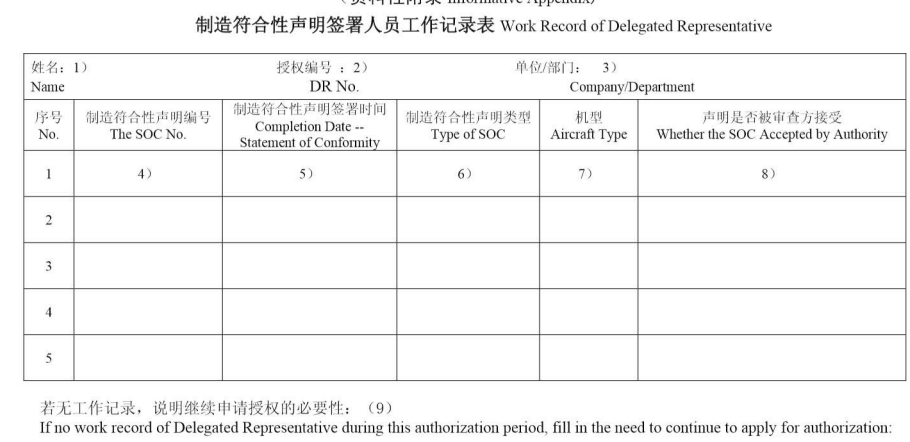 （资料性附录 Informative Appendix）
制造符合性声明签署人员工作记录表 Work Record of Delegated Representative
姓名：1） 授权编号 ：2） 单位/部门： 3）
Name DR No. Company/Department
序号 制造符合性声明编号 制造符合性声明签署时间 制造符合性声明类型 机型 声明是否被审查方接受
No. The SOC No. Completion Date -- Type of SOC Aircraft Type Whether the SOC Accepted by Authority
Statement of Conformity
1 4） 5） 6） 7） 8）
2
3
4
5
若无工作记录，说明继续申请授权的必要性：（9）
If no work record of Delegated Representative during this authorization period, fill in the need to continue to apply for authorization: